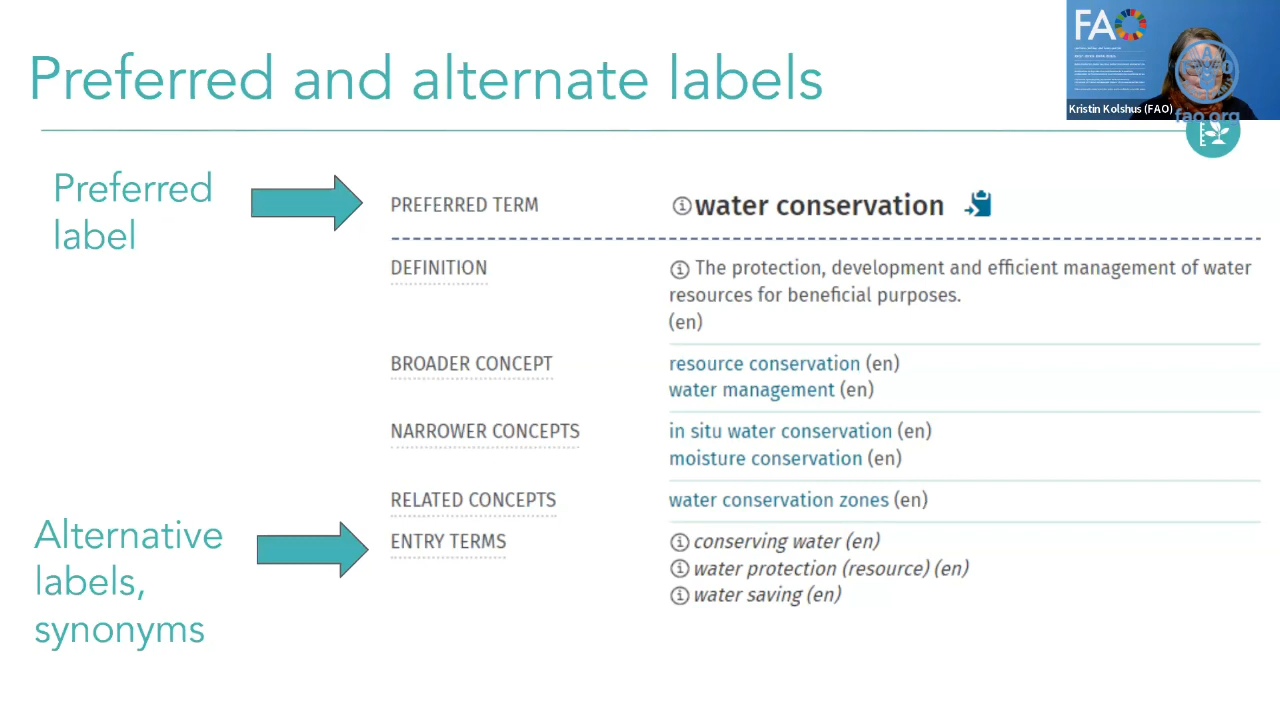 Preferred and alternate labels
FAO
Kristin Kolshus (FAO)
fao.org
Preferred
label
PREFERRED TERM
water conservation
DEFINITION
The protection, development and efficient management of water
resources for beneficial purposes.
(en)
BROADER CONCEPT
resource conservation (en)
water management (en)
NARROWER CONCEPTS
in situ water conservation (en)
moisture conservation (en)
RELATED CONCEPTS
water conservation zones (en)
Alternative
labels,
synonyms
ENTRY TERMS
conserving water (en)
water protection (resource) (en)
water saving (en)